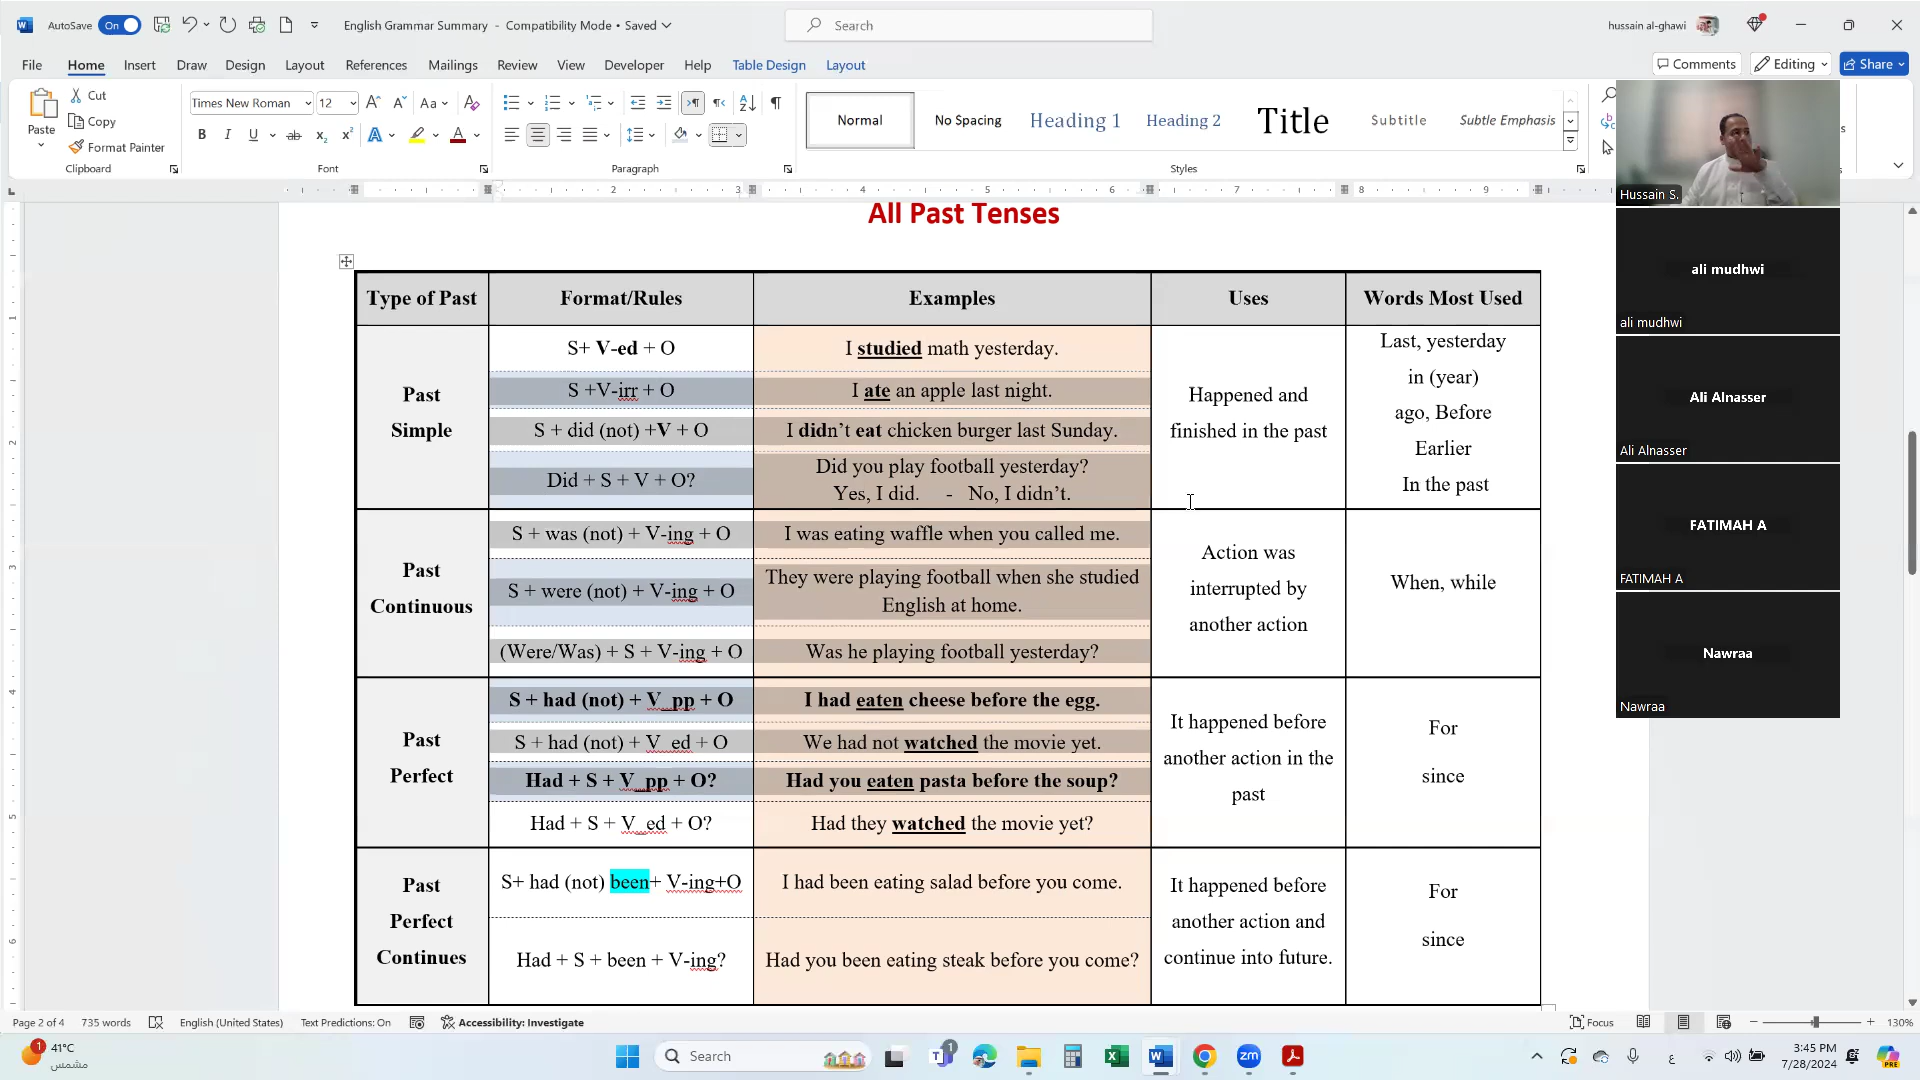 AutoSave On
English Grammar Summary - Compatibility Mode • Saved
Search
hussain al-ghawi
File Home Insert Draw Design Layout References Mailings Review View Developer Help Table Design Layout
Comments Editing Share
Paste
Cut
Copy
Format Painter
Times New Roman 12
Normal No Spacing Heading 1 Heading 2 Title Subtitle Subtle Emphasis
Clipboard Font Paragraph Styles
All Past Tenses
Type of Past Format/Rules Examples Uses Words Most Used
Past
Simple
S+ V-ed + O
I studied math yesterday.
S +V-irr + O
I ate an apple last night.
S + did (not) +V + O
I didn’t eat chicken burger last Sunday.
Did + S + V + O?
Did you play football yesterday?
Yes, I did. - No, I didn’t.
Happened and
finished in the past
Last, yesterday
in (year)
ago, Before
Earlier
In the past
Past
Continuous
S + was (not) + V-ing + O
I was eating waffle when you called me.
S + were (not) + V-ing + O
They were playing football when she studied
English at home.
(Were/Was) + S + V-ing + O
Was he playing football yesterday?
Action was
interrupted by
another action
When, while
Past
Perfect
S + had (not) + V_pp + O
I had eaten cheese before the egg.
S + had (not) + V_ed + O
We had not watched the movie yet.
Had + S + V_pp + O?
Had you eaten pasta before the soup?
Had + S + V_ed + O?
Had they watched the movie yet?
It happened before
another action in the
past
For
since
Past
Perfect
Continues
S+ had (not) been+ V-ing+O
I had been eating salad before you come.
Had + S + been + V-ing?
Had you been eating steak before you come?
It happened before
another action and
continue into future.
For
since
Hussain S.
ali mudhwi
ali mudhwi
Ali Alnasser
Ali Alnasser
FATIMAH A
FATIMAH A
Nawraa
Nawraa
Page 2 of 4 735 words English (United States) Text Predictions: On Accessibility: Investigate
Focus
130%
41°C
مشمس
Search
3:45 PM
7/28/2024